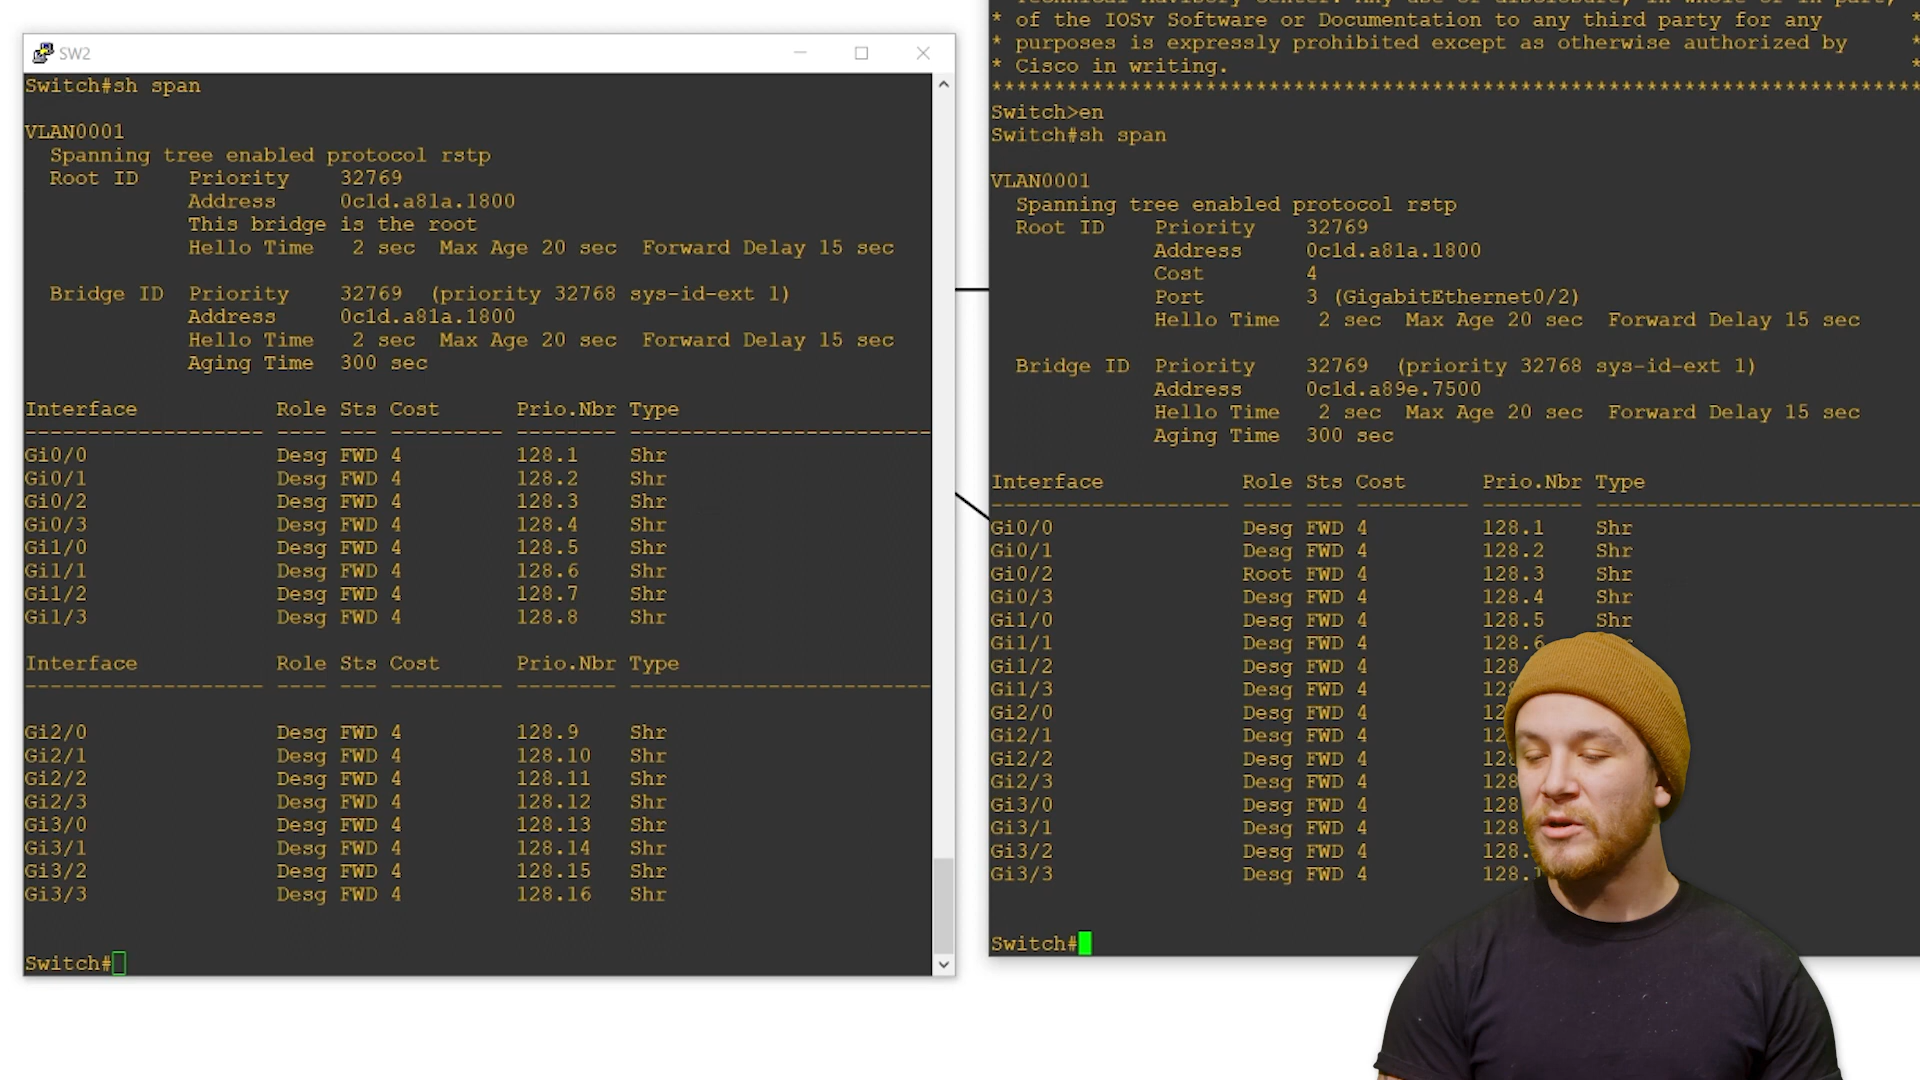 SW2
Switch#sh span
VLAN0001
Spanning tree enabled protocol rstp
Root ID Priority 32769
Address 0c1d.a81a.1800
This bridge is the root
Hello Time 2 sec Max Age 20 sec Forward Delay 15 sec
Bridge ID Priority 32769 (priority 32768 sys-id-ext 1)
Address 0c1d.a81a.1800
Hello Time 2 sec Max Age 20 sec Forward Delay 15 sec
Aging Time 300 sec
Interface Role Sts Cost Prio.Nbr Type
------------------- ---- --- --------- -------- --------------------------------
Gi0/0 Desg FWD 4 128.1 Shr
Gi0/1 Desg FWD 4 128.2 Shr
Gi0/2 Desg FWD 4 128.3 Shr
Gi0/3 Desg FWD 4 128.4 Shr
Gi1/0 Desg FWD 4 128.5 Shr
Gi1/1 Desg FWD 4 128.6 Shr
Gi1/2 Desg FWD 4 128.7 Shr
Gi1/3 Desg FWD 4 128.8 Shr
Interface Role Sts Cost Prio.Nbr Type
------------------- ---- --- --------- -------- --------------------------------
Gi2/0 Desg FWD 4 128.9 Shr
Gi2/1 Desg FWD 4 128.10 Shr
Gi2/2 Desg FWD 4 128.11 Shr
Gi2/3 Desg FWD 4 128.12 Shr
Gi3/0 Desg FWD 4 128.13 Shr
Gi3/1 Desg FWD 4 128.14 Shr
Gi3/2 Desg FWD 4 128.15 Shr
Gi3/3 Desg FWD 4 128.16 Shr
Switch#
* of the IOSv Software or Documentation to any third party for any *
* purposes is expressly prohibited except as otherwise authorized by *
* Cisco in writing. *
**************************************************************************
Switch>en
Switch#sh span
VLAN0001
Spanning tree enabled protocol rstp
Root ID Priority 32769
Address 0c1d.a81a.1800
Cost 4
Port 3 (GigabitEthernet0/2)
Hello Time 2 sec Max Age 20 sec Forward Delay 15 sec
Bridge ID Priority 32769 (priority 32768 sys-id-ext 1)
Address 0c1d.a89e.7500
Hello Time 2 sec Max Age 20 sec Forward Delay 15 sec
Aging Time 300 sec
Interface Role Sts Cost Prio.Nbr Type
------------------- ---- --- --------- -------- --------------------------------
Gi0/0 Desg FWD 4 128.1 Shr
Gi0/1 Desg FWD 4 128.2 Shr
Gi0/2 Root FWD 4 128.3 Shr
Gi0/3 Desg FWD 4 128.4 Shr
Gi1/0 Desg FWD 4 128.5 Shr
Gi1/1 Desg FWD 4 128.6
Gi1/2 Desg FWD 4
Gi1/3 Desg FWD 4
Gi2/0 Desg FWD 4
Gi2/1 Desg FWD 4
Gi2/2 Desg FWD 4
Gi2/3 Desg FWD 4
Gi3/0 Desg FWD 4
Gi3/1 Desg FWD 4
Gi3/2 Desg FWD 4
Gi3/3 Desg FWD 4
Switch#